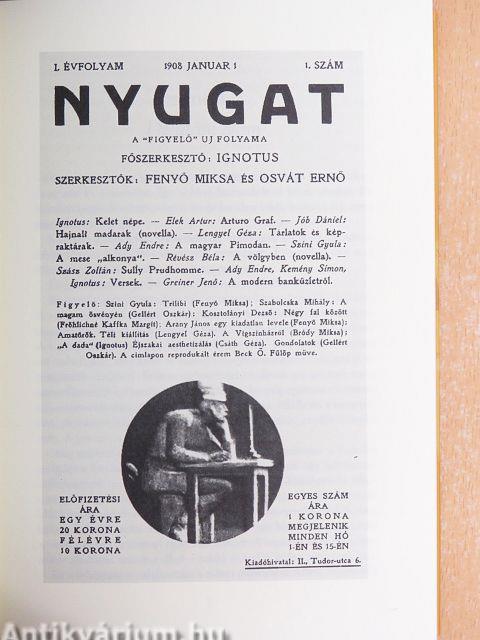 I. ÉVFOLYAM 1908 JANUAR 1 1. SZÁM
NYUGAT
A "FIGYELŐ" UJ FOLYAMA
FŐSZERKESZTŐ: IGNOTUS
SZERKESZTŐK: FENYŐ MIKSA ÉS OSVÁT ERNŐ
Ignotus: Kelet népe. — Elek Artur: Arturo Graf. — Jób Dániel:
Hajnali madarak (novella). — Lengyel Géza: Tárlatok és kép-
raktárak. — Ady Endre: A magyar Pimodan. — Szini Gyula:
A mese „alkonya". — Révész Béla: A völgyben (novella). —
Szász Zoltán: Sully Prudhomme. — Ady Endre, Kemény Simon,
Ignotus: Versek. — Greiner Jenő: A modern banküzletről.
Figyelő: Szini Gyula: Trilibi (Fenyő Miksa); Szabolcska Mihály: A
magam ösvényén (Gellért Oszkár); Kosztolányi Dezső: Négy fal között
(Fröhlichné Kaffka Margit); Arany János egy kiadatlan levele (Fenyő Miksa);
Amatőrök. Téli kiállítás (Lengyel Géza). A Vigszinházról (Bródy Miksa);
„A dada" (Ignotus) Éjszakai aesthetizálás (Csáth Géza). Gondolatok (Gellért
Oszkár). A cimlapon reprodukált érem Beck Ö. Fülöp müve.
ELŐFIZETÉSI
ÁRA
EGY ÉVRE
20 KORONA
FÉLÉVRE
10 KORONA
EGYES SZÁM
ÁRA
1 KORONA
MEGJELENIK
MINDEN HÓ
1-ÉN ÉS 15-ÉN
Kiadóhivatal: II., Tudor-utca 6.
Antikvárium.hu